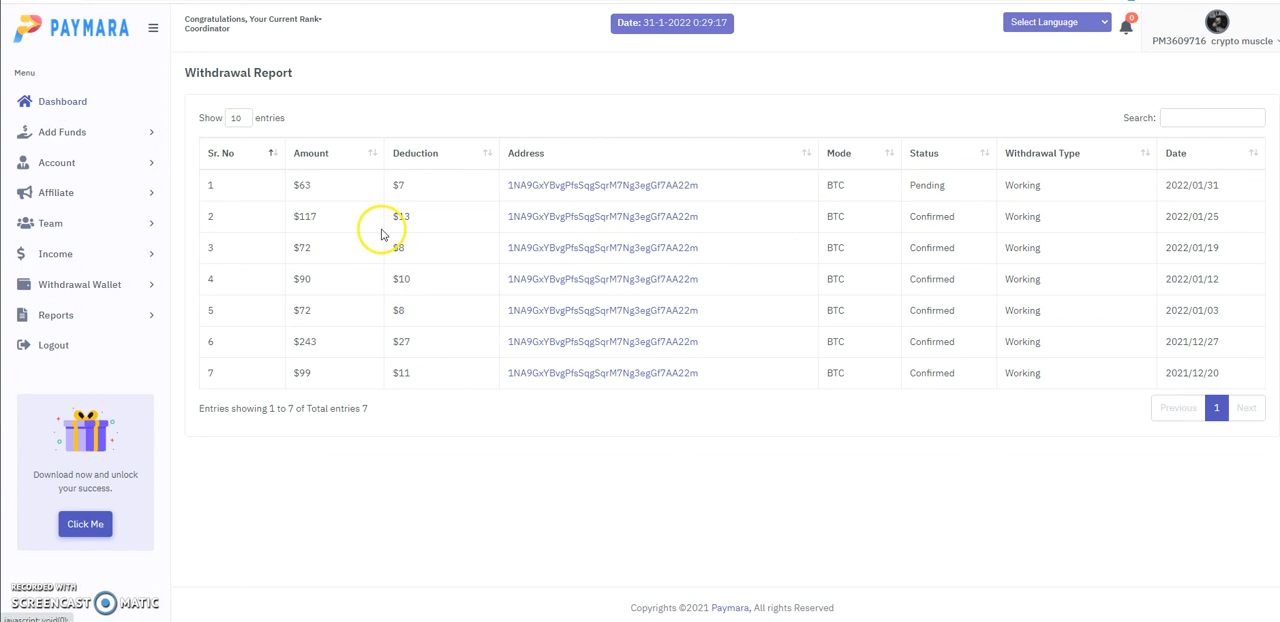 PAYMARA
Congratulations, Your Current Rank-
Coordinator
Date: 31-1-2022 0:29:17
Select Language
0
PM3609716 crypto muscle
Menu
Dashboard
Add Funds
Account
Affiliate
Team
Income
Withdrawal Wallet
Reports
Logout
Download now and unlock
your success.
Click Me
RECORDED WITH
SCREENCAST MATIC
javascript: void(0);
Withdrawal Report
Show 10 entries
Search:
Sr. No Amount Deduction Address Mode Status Withdrawal Type Date
1 $63 $7 1NA9GxYBvgPfsSqgSqrM7Ng3egGf7AA22m BTC Pending Working 2022/01/31
2 $117 $13 1NA9GxYBvgPfsSqgSqrM7Ng3egGf7AA22m BTC Confirmed Working 2022/01/25
3 $72 $8 1NA9GxYBvgPfsSqgSqrM7Ng3egGf7AA22m BTC Confirmed Working 2022/01/19
4 $90 $10 1NA9GxYBvgPfsSqgSqrM7Ng3egGf7AA22m BTC Confirmed Working 2022/01/12
5 $72 $8 1NA9GxYBvgPfsSqgSqrM7Ng3egGf7AA22m BTC Confirmed Working 2022/01/03
6 $243 $27 1NA9GxYBvgPfsSqgSqrM7Ng3egGf7AA22m BTC Confirmed Working 2021/12/27
7 $99 $11 1NA9GxYBvgPfsSqgSqrM7Ng3egGf7AA22m BTC Confirmed Working 2021/12/20
Entries showing 1 to 7 of Total entries 7
Previous 1 Next
Copyrights ©2021 Paymara, All rights Reserved